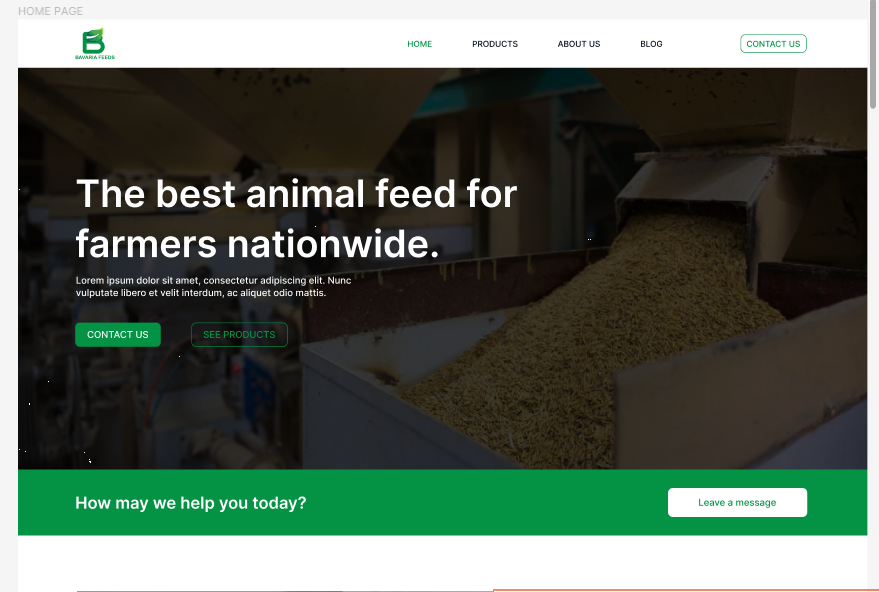 HOME PAGE
BAVARIA FEEDS
HOME
PRODUCTS
ABOUT US
BLOG
CONTACT US
The best animal feed for
farmers nationwide.
Lorem ipsum dolor sit amet, consectetur adipiscing elit. Nunc
vulputate libero et velit interdum, ac aliquet odio mattis.
CONTACT US
SEE PRODUCTS
How may we help you today?
Leave a message